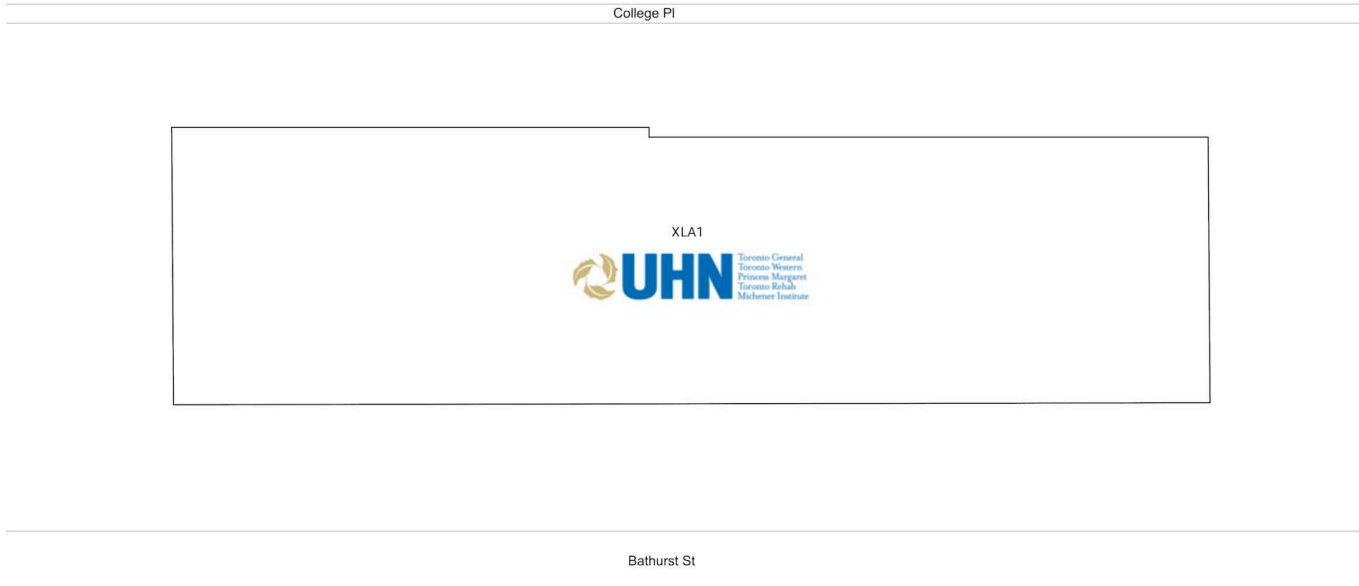 College Pl
XLA1
UHN
Toronto General
Toronto Western
Princess Margaret
Toronto Rehab
Michener Institute
Bathurst St